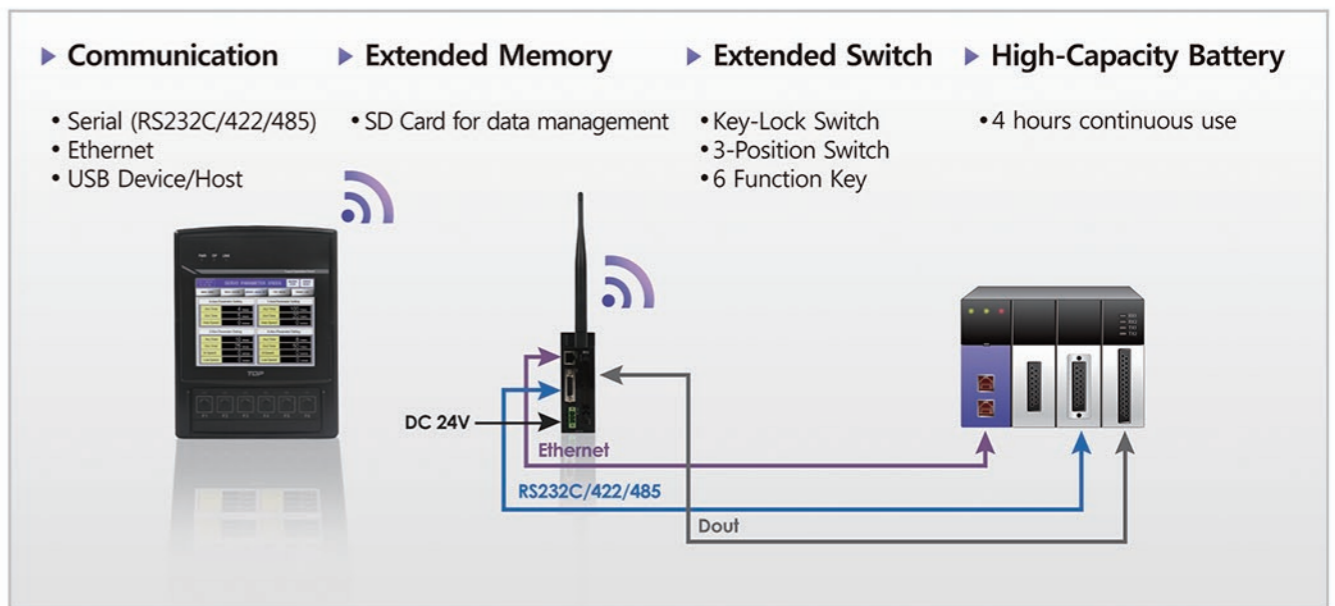 ▶ Communication
• Serial (RS232C/422/485)
• Ethernet
• USB Device/Host
▶ Extended Memory
• SD Card for data management
▶ Extended Switch
• Key-Lock Switch
• 3-Position Switch
• 6 Function Key
▶ High-Capacity Battery
• 4 hours continuous use
TOP
DC 24V
Ethernet
RS232C/422/485
Dout